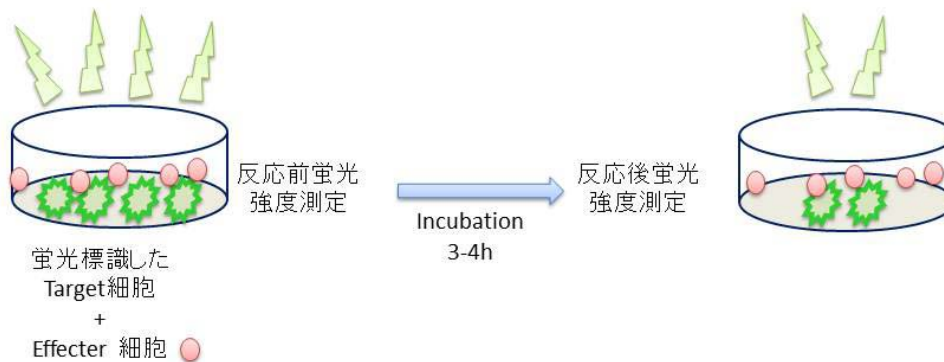 反応前蛍光
強度測定
Incubation
3-4h
反応後蛍光
強度測定
蛍光標識した
Target細胞
+
Effecter 細胞